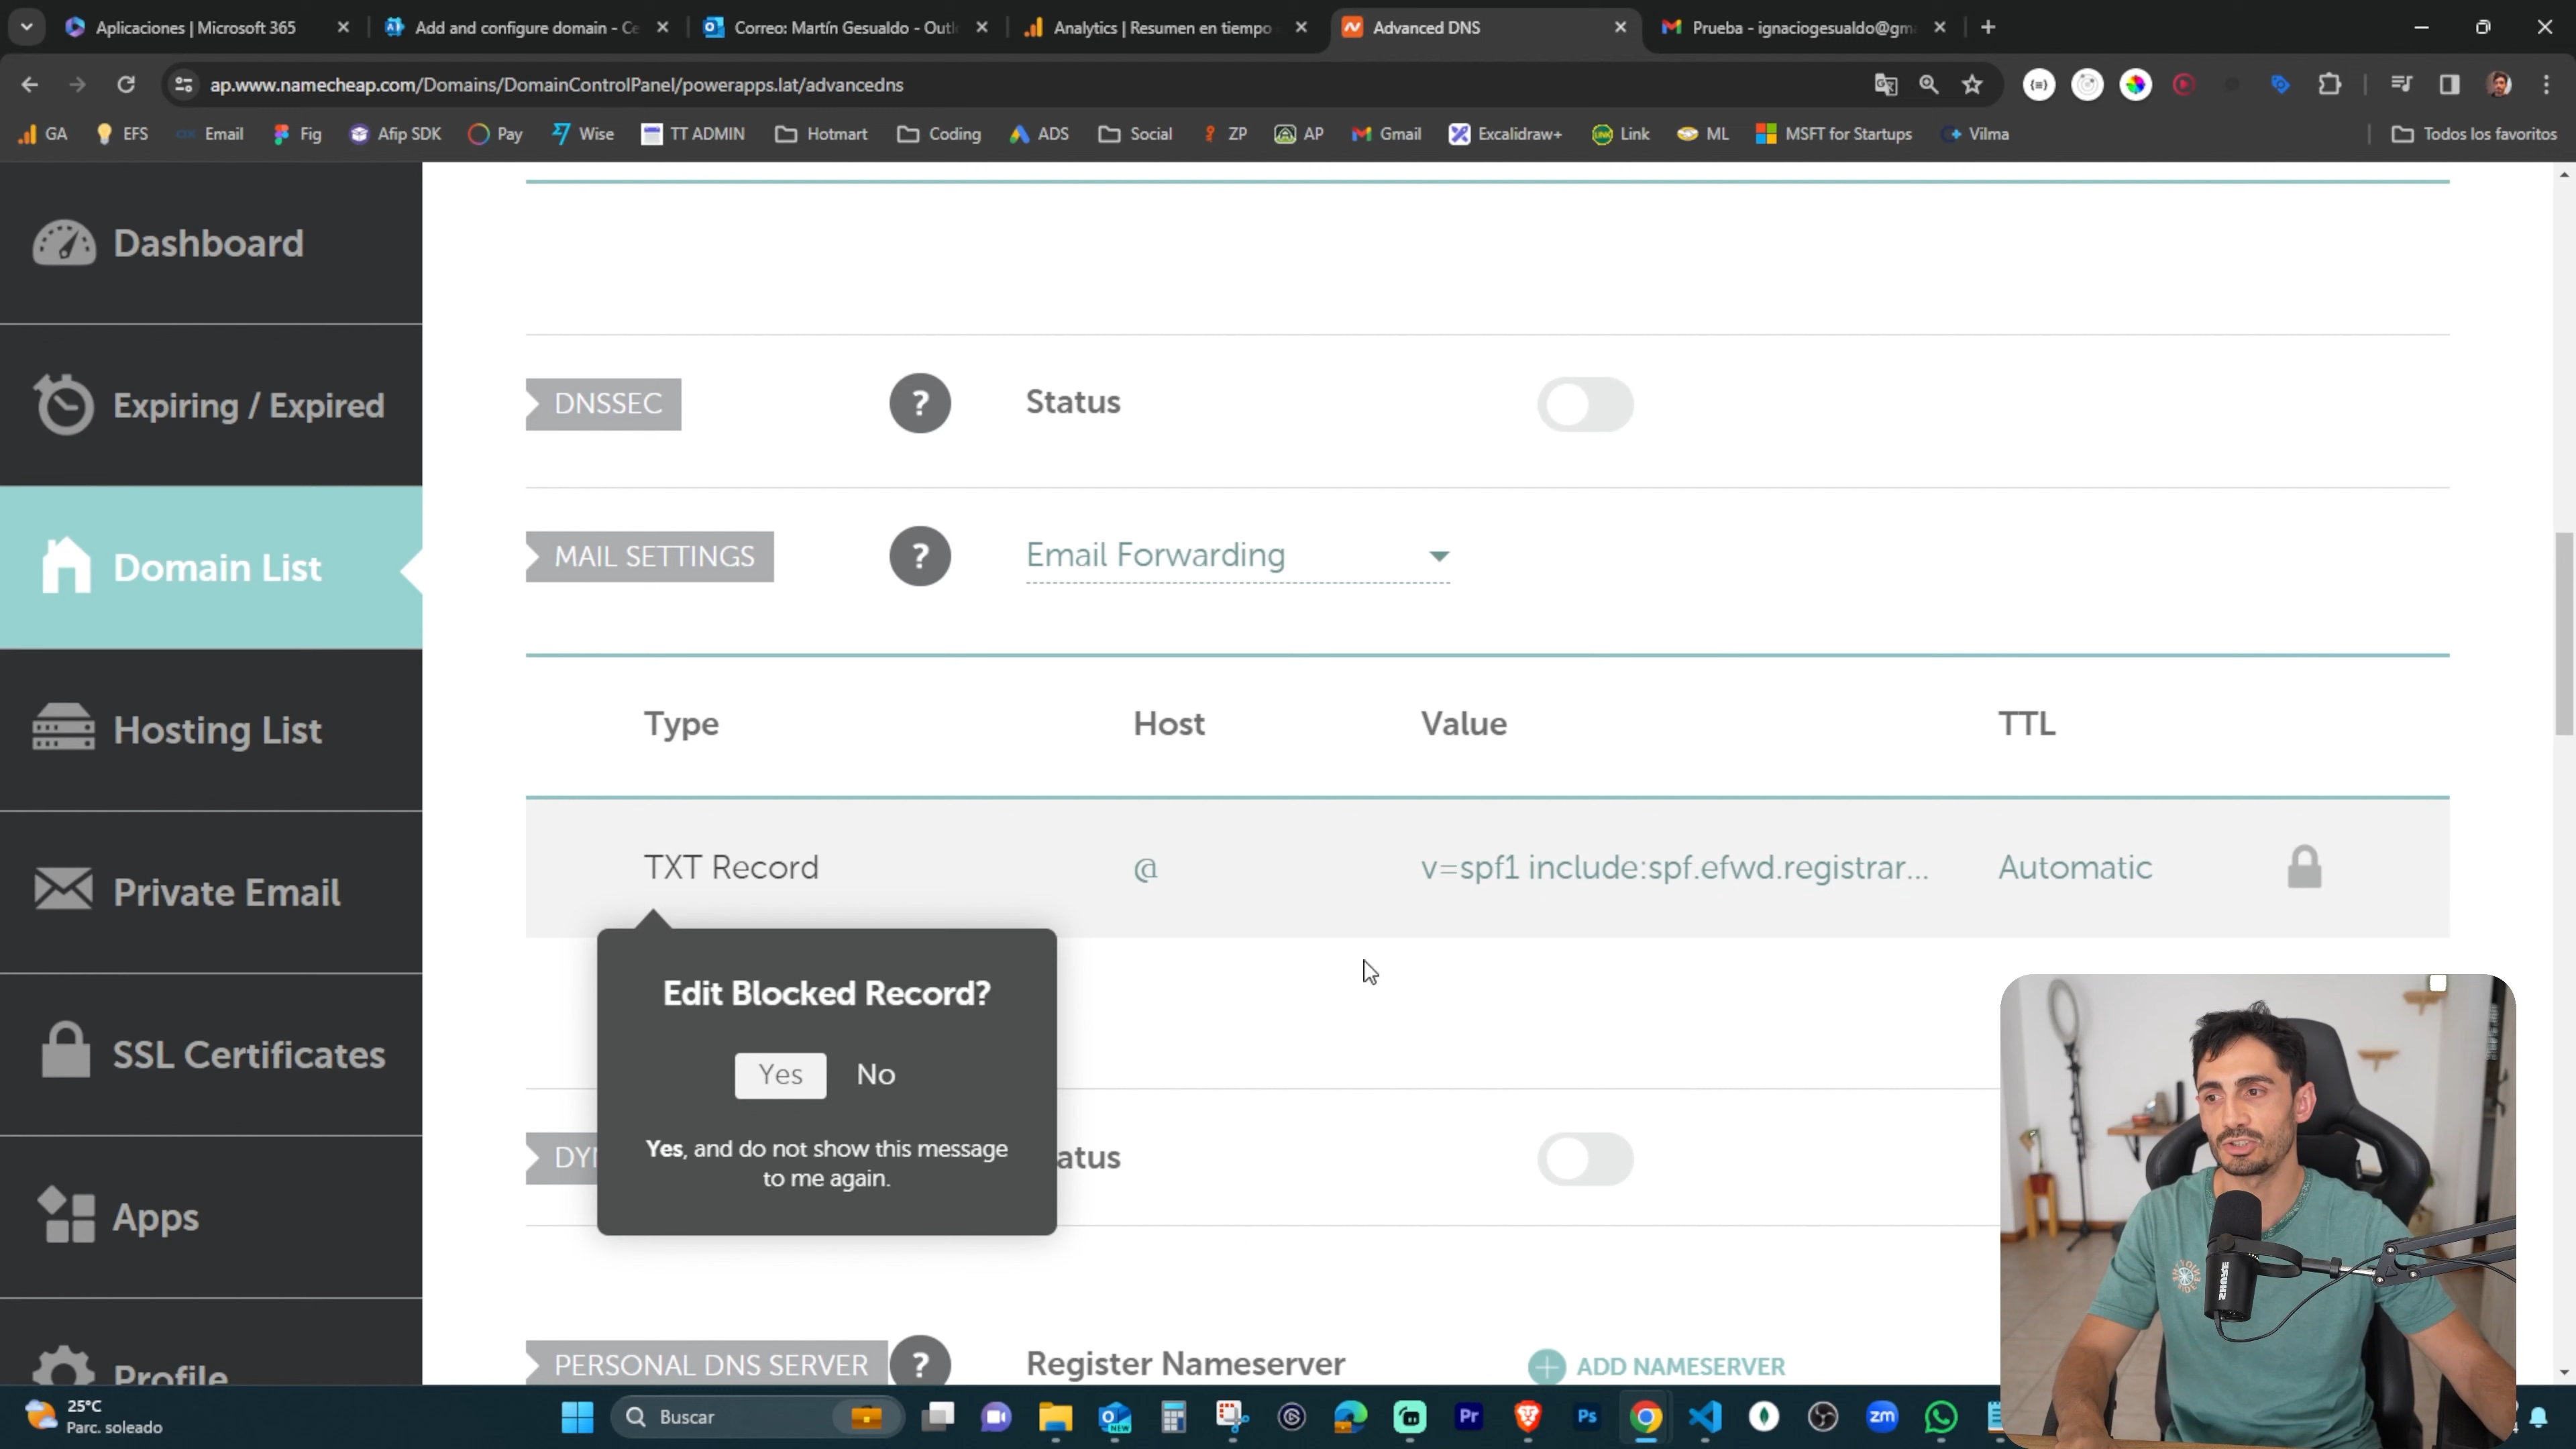 Aplicaciones | Microsoft 365
Add and configure domain - Ce
Correo: Martín Gesualdo - Outl
Analytics | Resumen en tiempo
Advanced DNS
Prueba - ignaciogesualdo@gm
ap.www.namecheap.com/Domains/DomainControlPanel/powerapps.lat/advancedns
GA
EFS
Email
Fig
Afip SDK
Pay
Wise
TT ADMIN
Hotmart
Coding
ADS
Social
ZP
AP
Gmail
Excalidraw+
Link
ML
MSFT for Startups
Vilma
Todos los favoritos
Dashboard
Expiring / Expired
Domain List
Hosting List
Private Email
SSL Certificates
Apps
Profile
DNSSEC
?
Status
MAIL SETTINGS
?
Email Forwarding
Type
Host
Value
TTL
TXT Record
@
v=spf1 include:spf.efwd.registrar...
Automatic
Edit Blocked Record?
Yes
No
Yes, and do not show this message
to me again.
DYN
atus
PERSONAL DNS SERVER
?
Register Nameserver
ADD NAMESERVER
25°C
Parc. soleado
Buscar
NEW
Pr
Ps
zm
SHURE